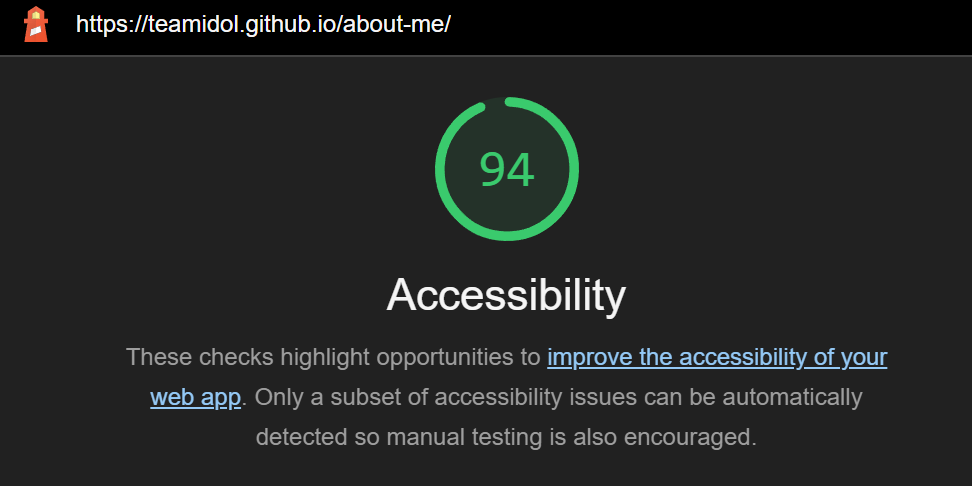 https://teamidol.github.io/about-me/
94
Accessibility
These checks highlight opportunities to improve the accessibility of your
web app. Only a subset of accessibility issues can be automatically
detected so manual testing is also encouraged.